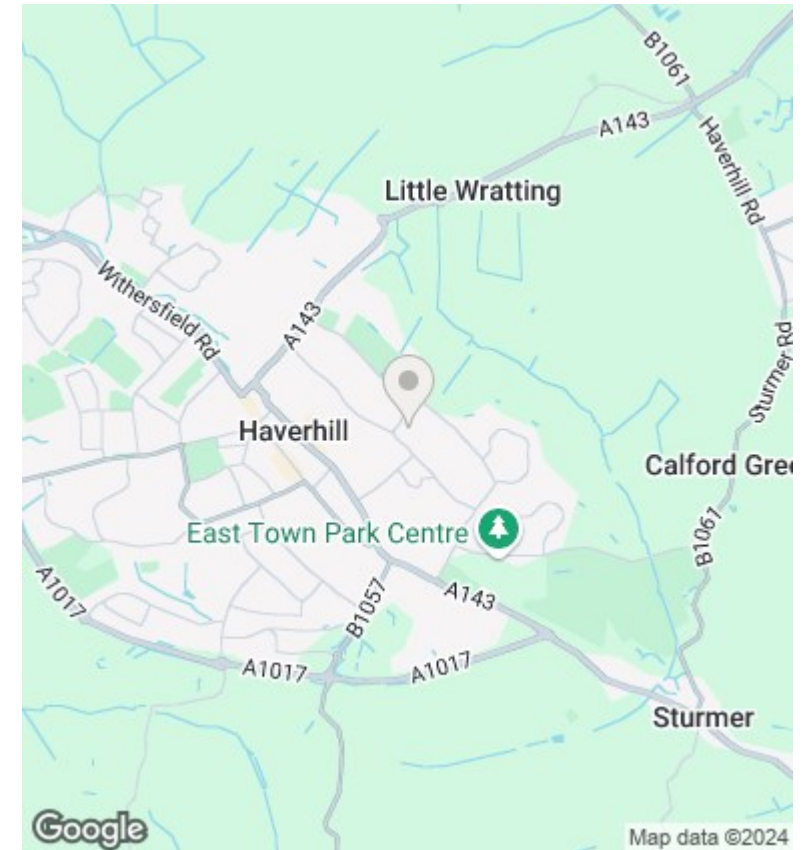 B1061
A143
Haverhill Rd
Little Wratting
Withersfield Rd
A143
Sturmer Rd
Haverhill
Calford Gree
East Town Park Centre
B1061
A1017
B1057
A143
A1017
A1017
Sturmer
Google
Map data ©2024